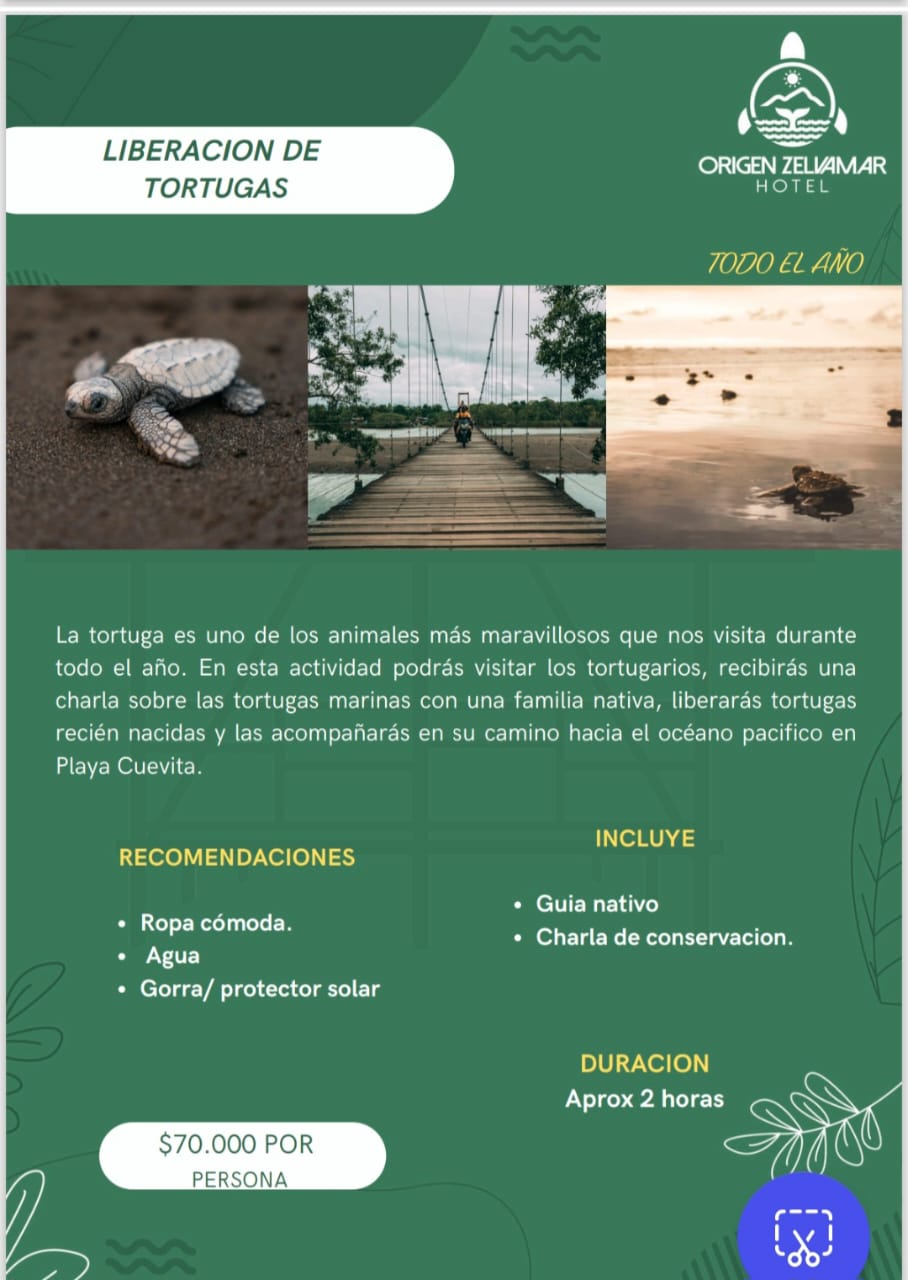 LIBERACION DE
TORTUGAS
ORIGEN ZELVAMAR
HOTEL
TODO EL AÑO
La tortuga es uno de los animales más maravillosos que nos visita durante
todo el año. En esta actividad podrás visitar los tortugarios, recibirás una
charla sobre las tortugas marinas con una familia nativa, liberarás tortugas
recién nacidas y las acompañarás en su camino hacia el océano pacifico en
Playa Cuevita.
RECOMENDACIONES
• Ropa cómoda.
• Agua
• Gorra/ protector solar
INCLUYE
• Guia nativo
• Charla de conservacion.
DURACION
Aprox 2 horas
$70.000 POR
PERSONA